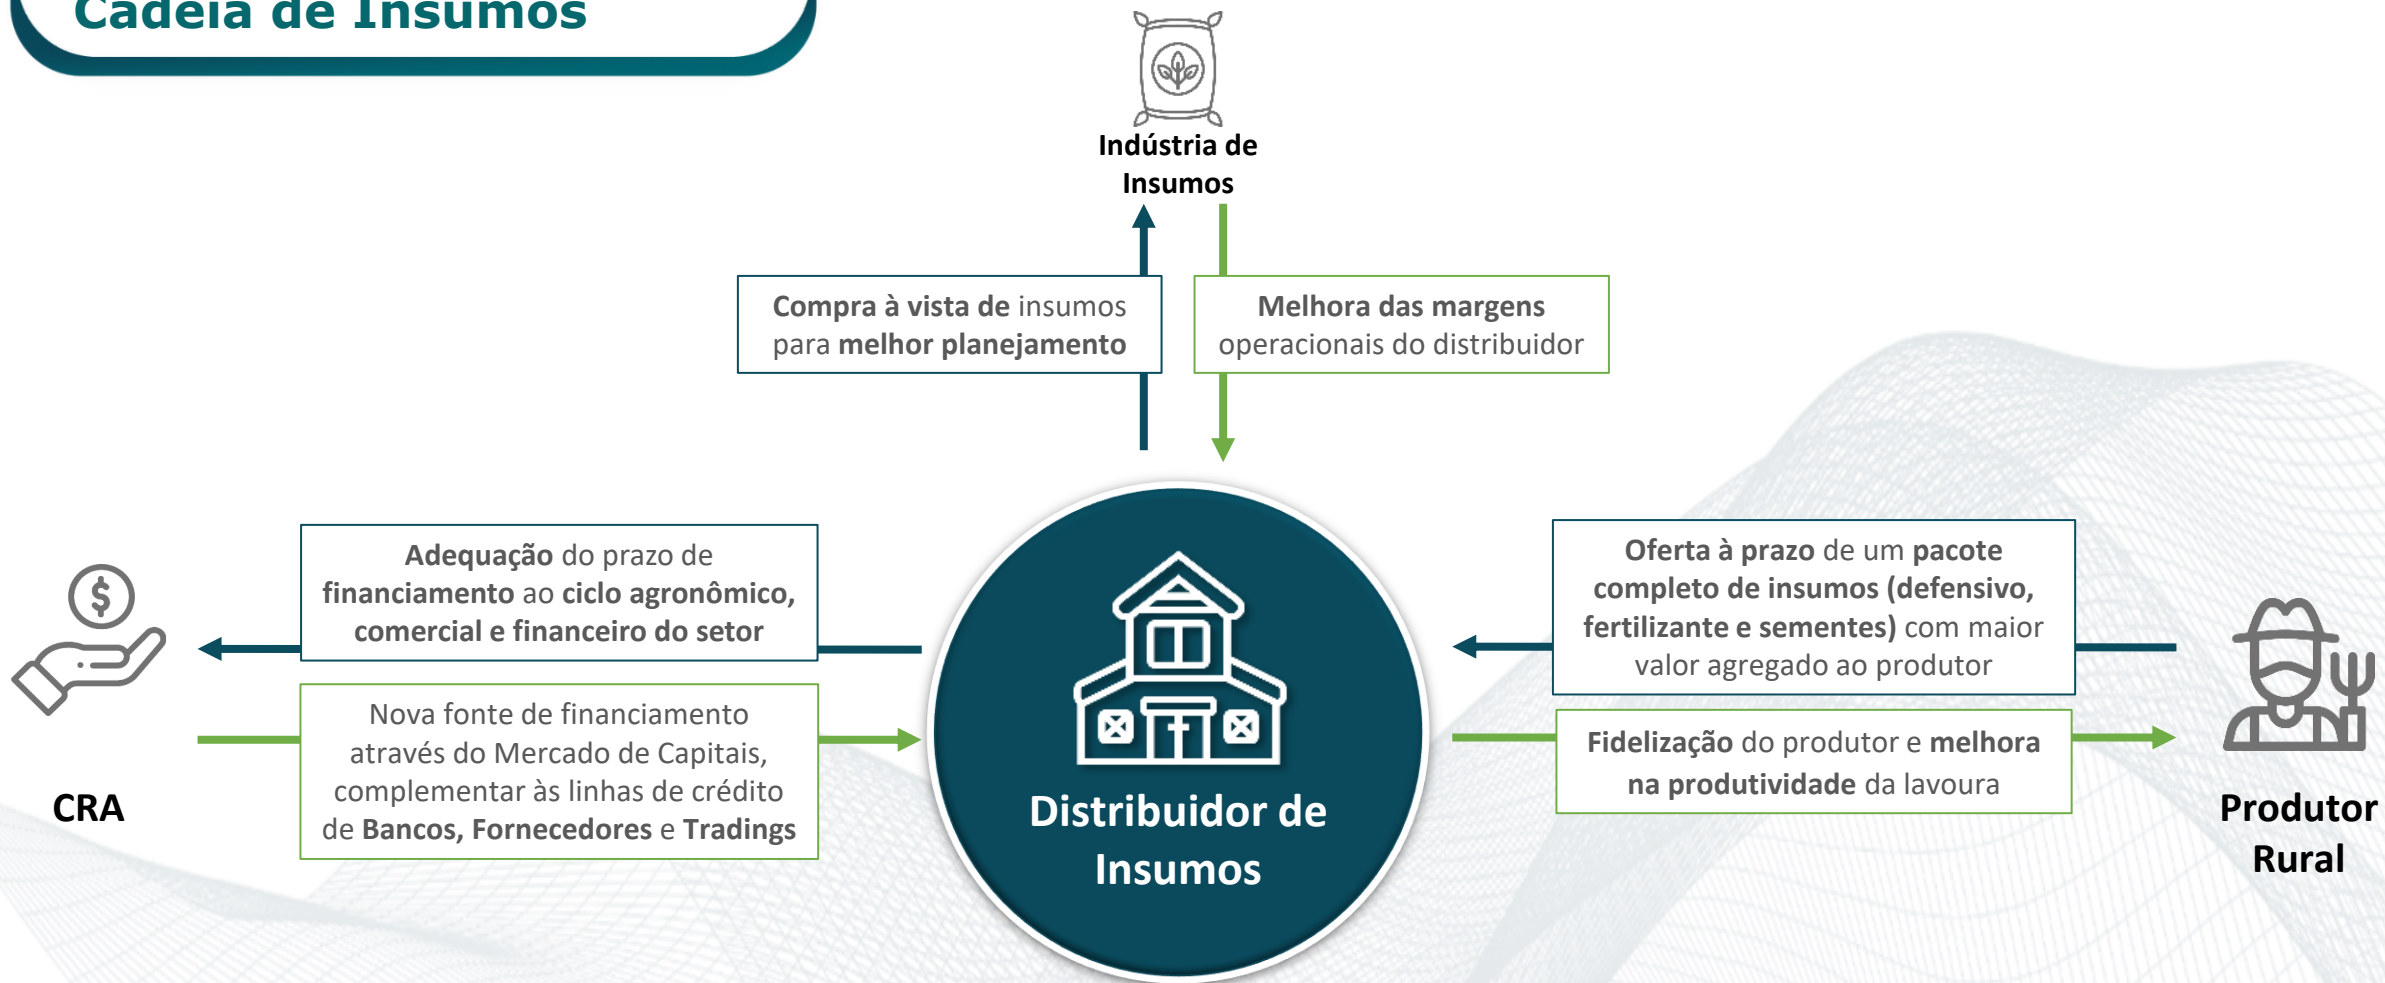 Cadeia de Insumos
Indústria de
Insumos
Compra à vista de insumos
para melhor planejamento
Melhora das margens
operacionais do distribuidor
Adequação do prazo de
financiamento ao ciclo agronômico,
comercial e financeiro do setor
Nova fonte de financiamento
através do Mercado de Capitais,
complementar às linhas de crédito
de Bancos, Fornecedores e Tradings
CRA
Distribuidor de
Insumos
Oferta à prazo de um pacote
completo de insumos (defensivo,
fertilizante e sementes) com maior
valor agregado ao produtor
Fidelização do produtor e melhora
na produtividade da lavoura
Produtor
Rural